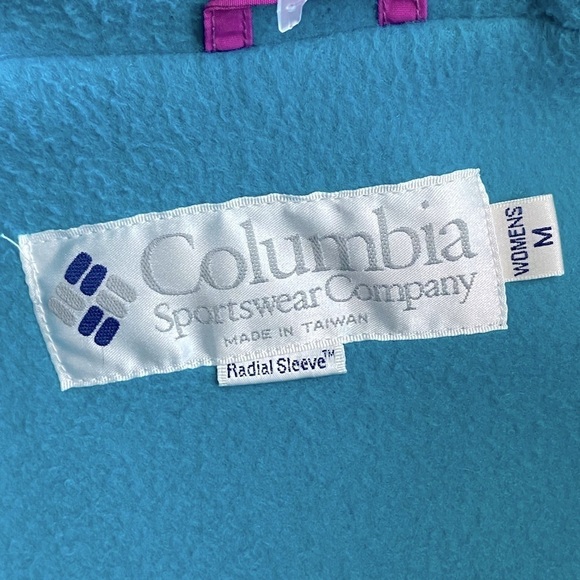 Columbia
Sportswear Company
MADE IN TAIWAN
Radial Sleeve™
WOMENS
M